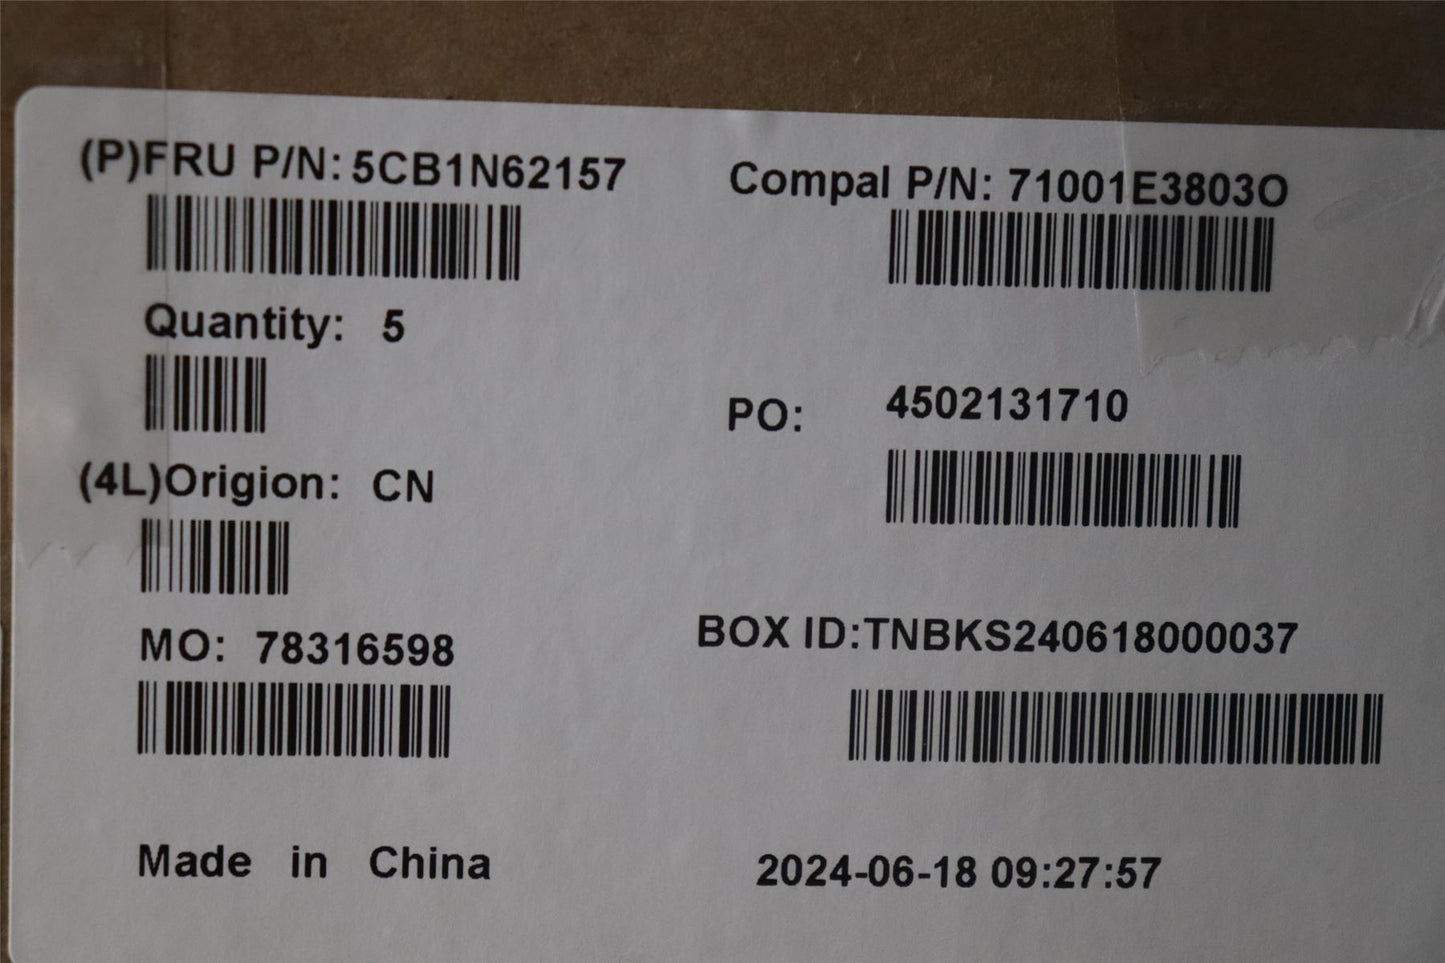 (P)FRU P/N: 5CB1N62157
Compal P/N: 71001E3803O
Quantity: 5
PO: 4502131710
(4L)Origion: CN
MO: 78316598
BOX ID:TNBKS240618000037
Made in China
2024-06-18 09:27:57